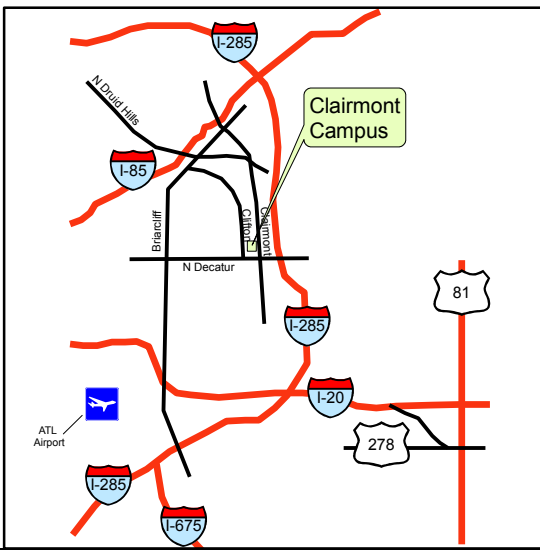 I-285
N Druid Hills
Clairmont
Campus
I-85
Briarcliff
Clifton
Clairmont
N Decatur
81
I-285
I-20
ATL
Airport
278
I-285
I-675